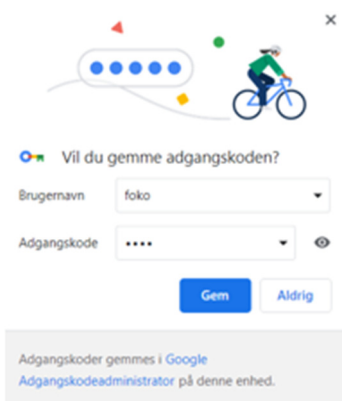 Vil du gemme adgangskoden?
Brugernavn foko
Adgangskode ••••
Gem Aldrig
Adgangskoder gemmes i Google
Adgangskodeadministrator på denne enhed.